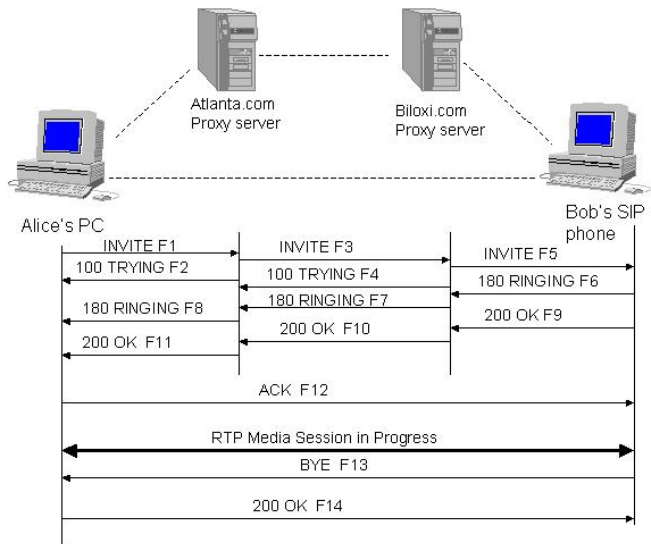 Atlanta.com
Proxy server
Biloxi.com
Proxy server
Alice's PC
Bob's SIP
phone
INVITE F1
INVITE F3
INVITE F5
100 TRYING F2
100 TRYING F4
180 RINGING F6
180 RINGING F8
180 RINGING F7
200 OK F9
200 OK F11
200 OK F10
ACK F12
RTP Media Session in Progress
BYE F13
200 OK F14